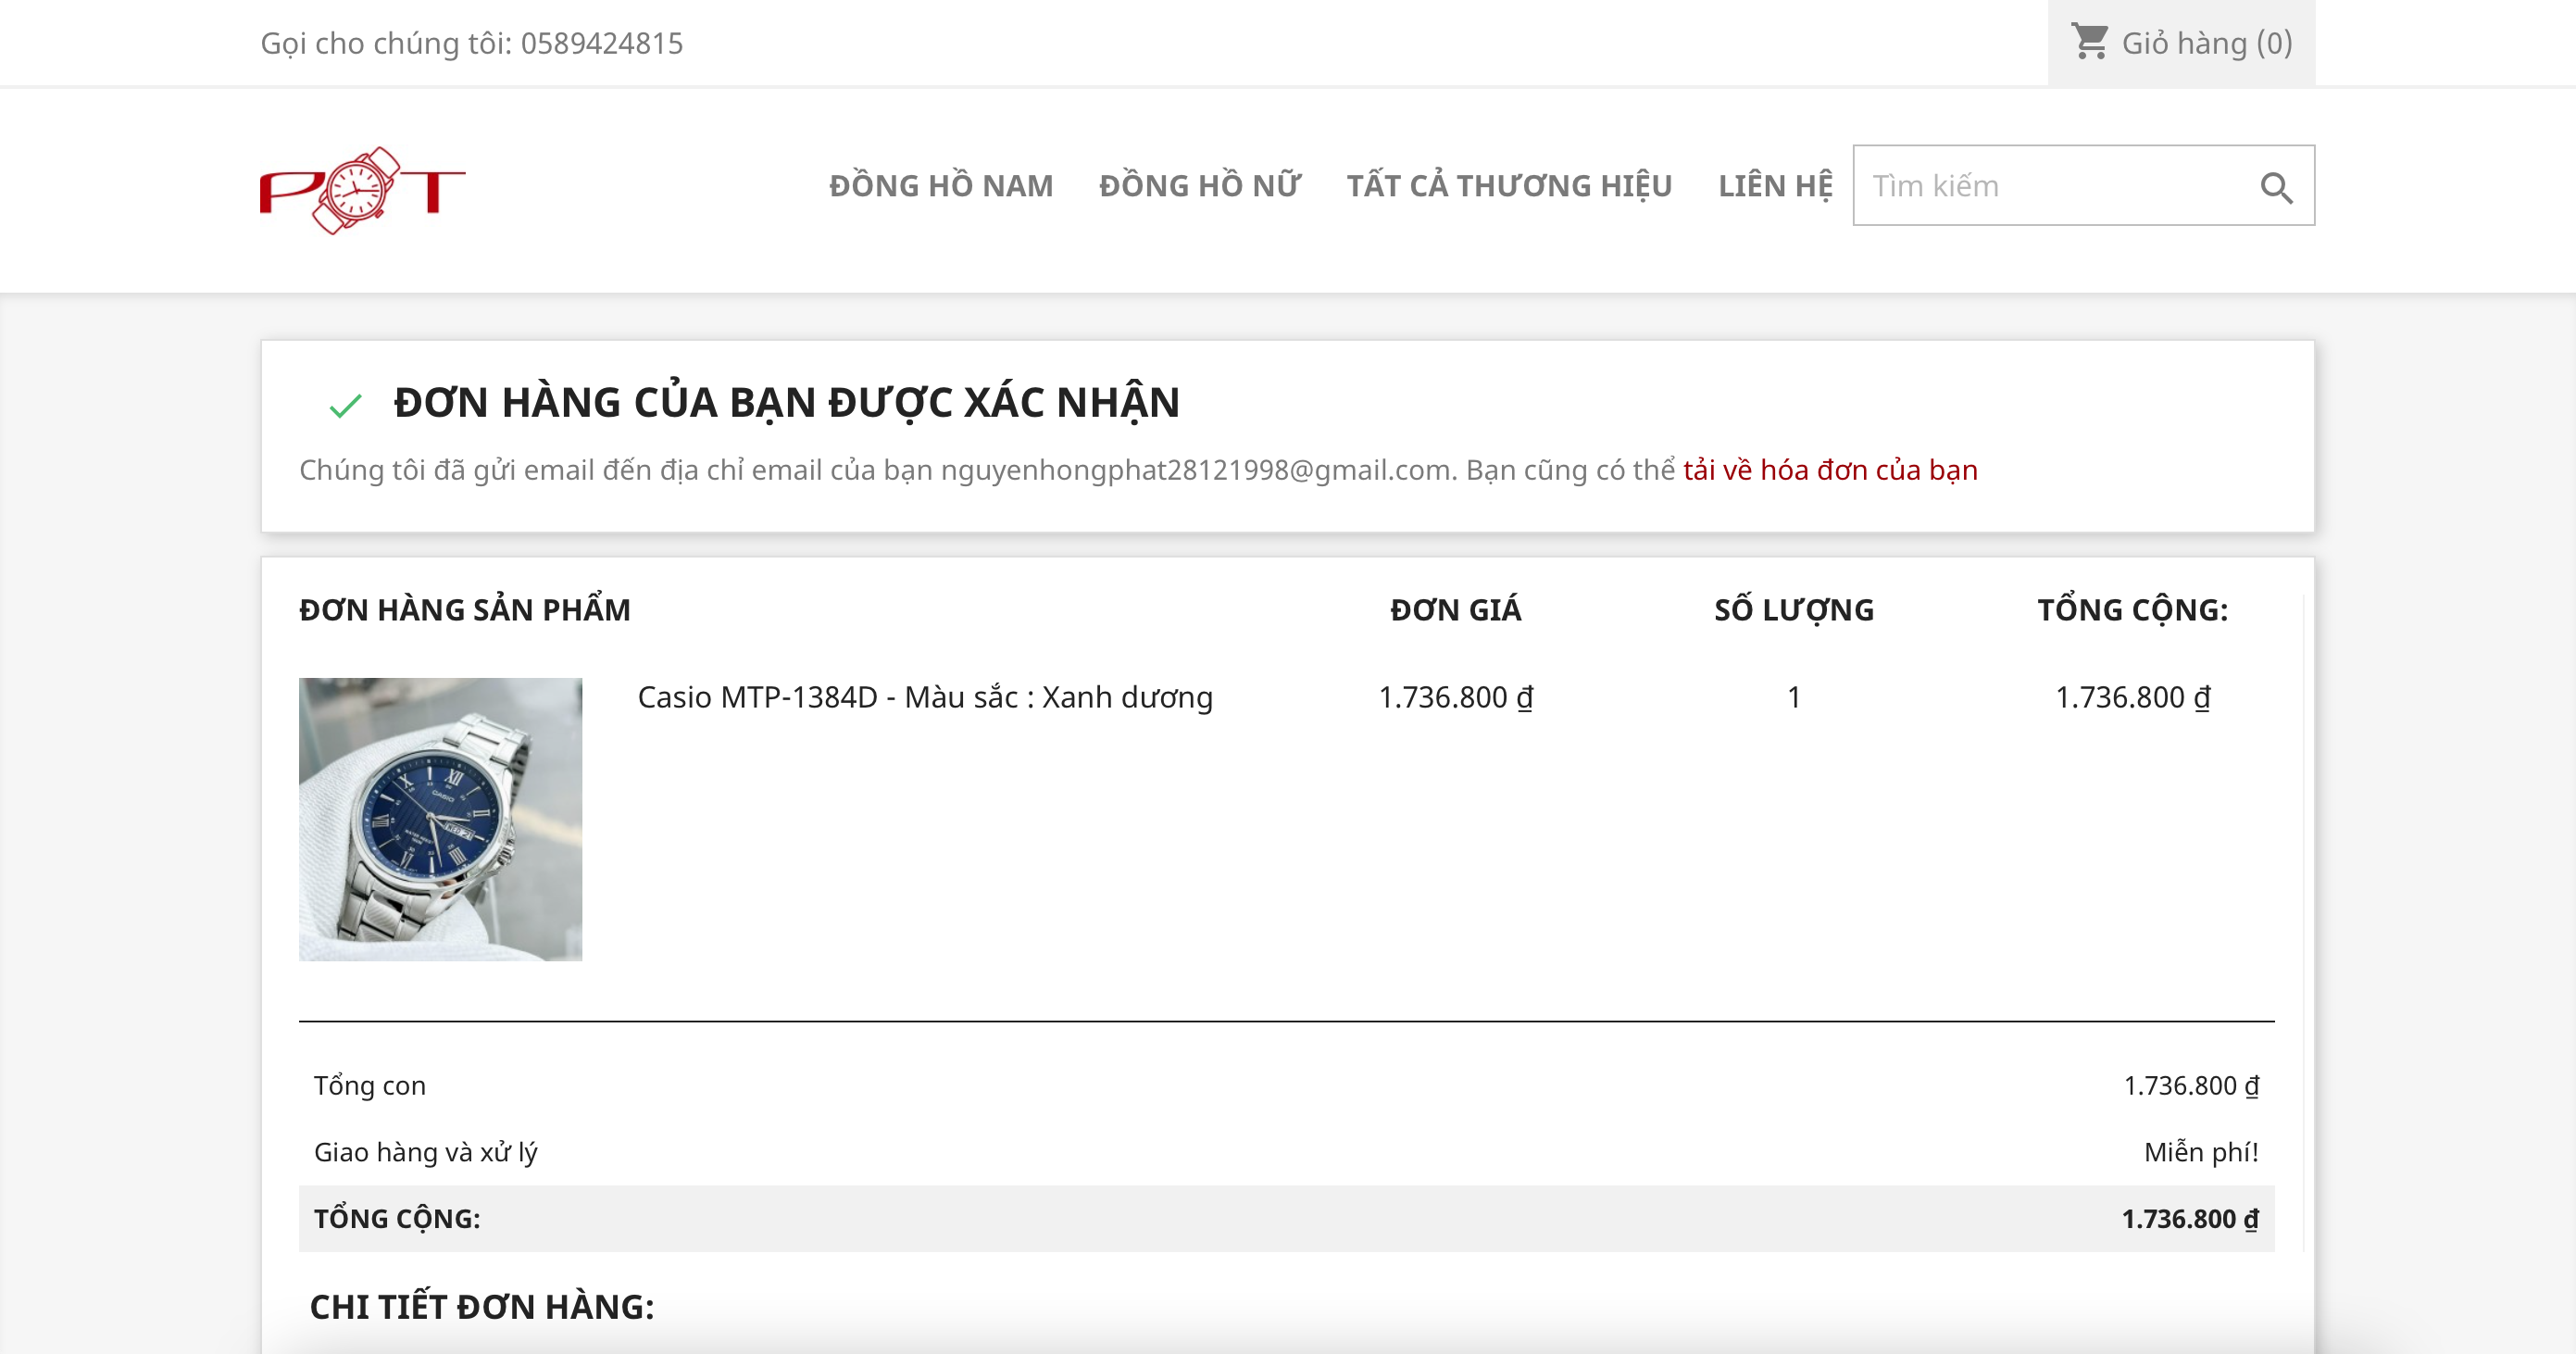 Gọi cho chúng tôi: 0589424815
Giỏ hàng (0)
POT
ĐỒNG HỒ NAM ĐỒNG HỒ NỮ TẤT CẢ THƯƠNG HIỆU LIÊN HỆ Tìm kiếm
ĐƠN HÀNG CỦA BẠN ĐƯỢC XÁC NHẬN
Chúng tôi đã gửi email đến địa chỉ email của bạn nguyenhongphat28121998@gmail.com. Bạn cũng có thể tải về hóa đơn của bạn
ĐƠN HÀNG SẢN PHẨM ĐƠN GIÁ SỐ LƯỢNG TỔNG CỘNG:
Casio MTP-1384D - Màu sắc : Xanh dương 1.736.800 ₫ 1 1.736.800 ₫
CASIO
Tổng con 1.736.800 ₫
Giao hàng và xử lý Miễn phí!
TỔNG CỘNG: 1.736.800 ₫
CHI TIẾT ĐƠN HÀNG: